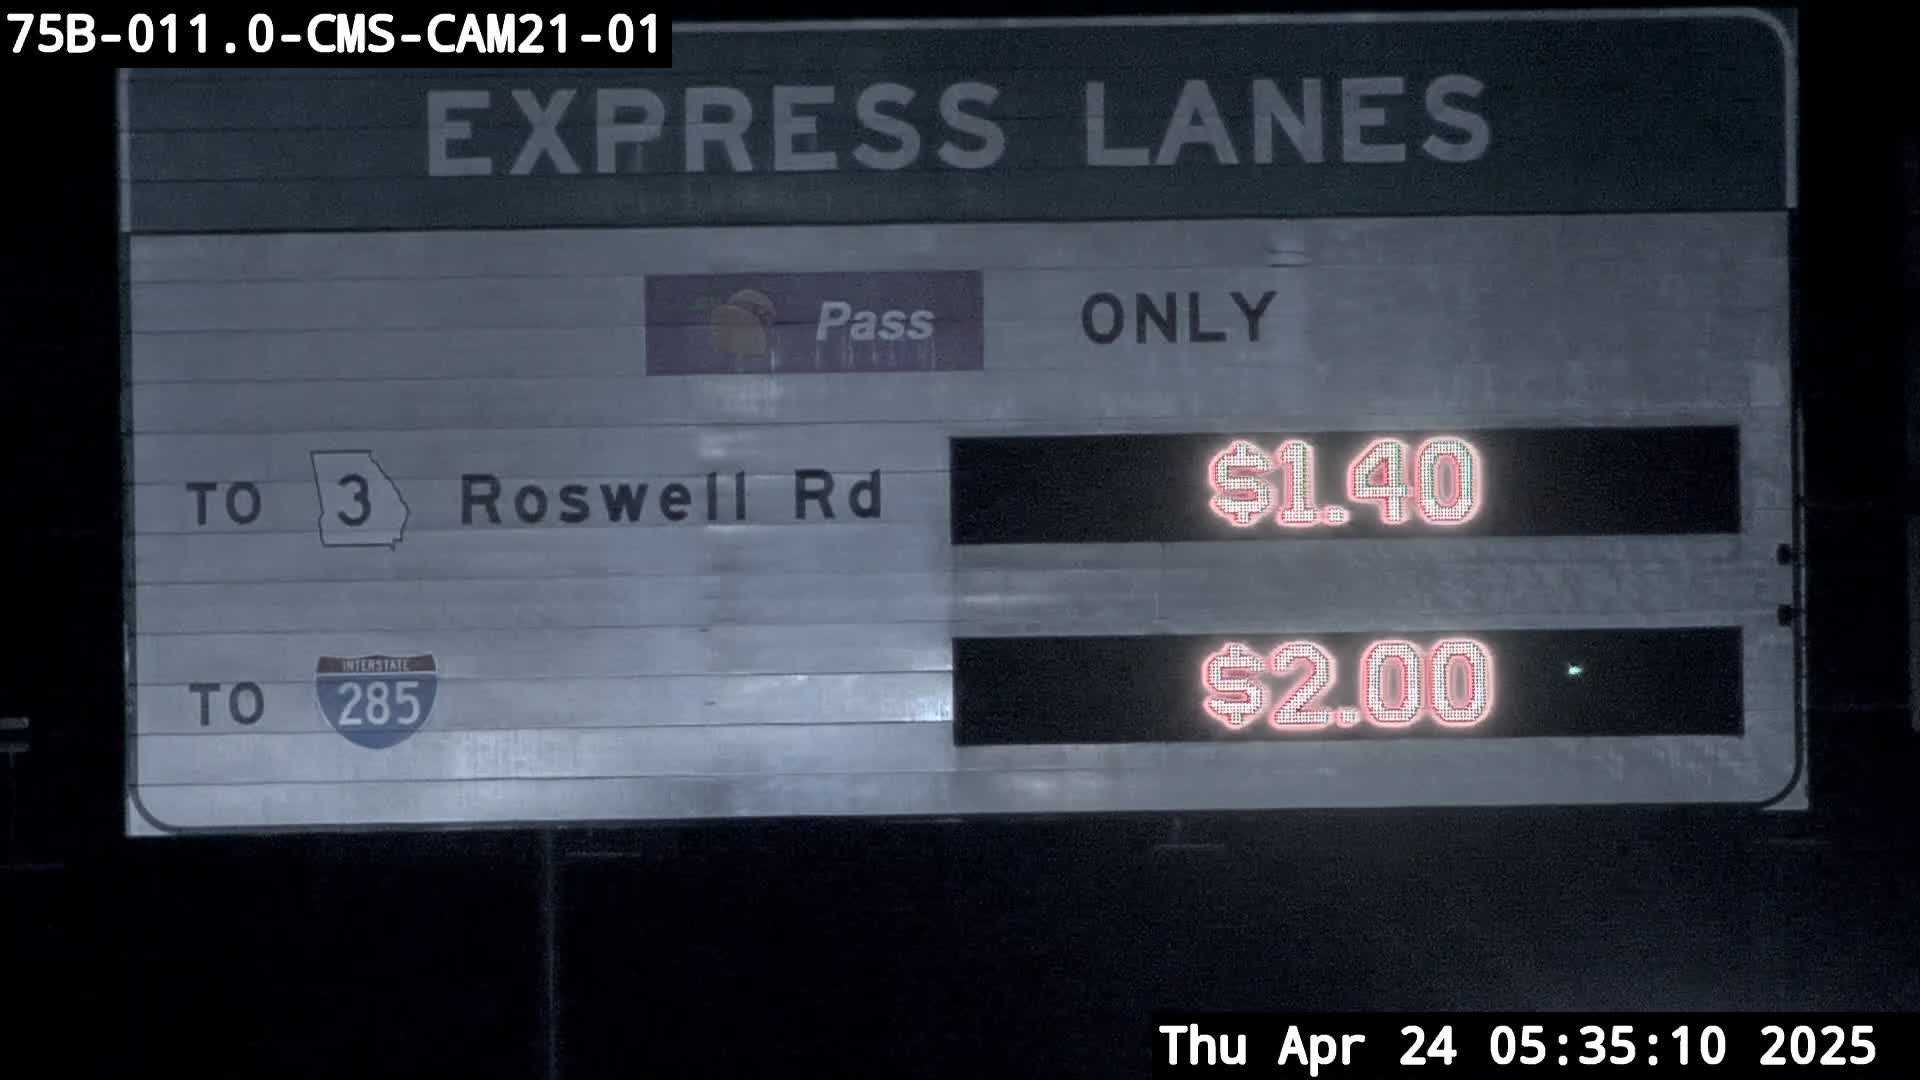 75B-011.0-CMS-CAM21-01
EXPRESS LANES
Pass ONLY
TO 3 Roswell Rd $1.40
TO INTERSTATE 285 $2.00
Thu Apr 24 05:35:10 2025